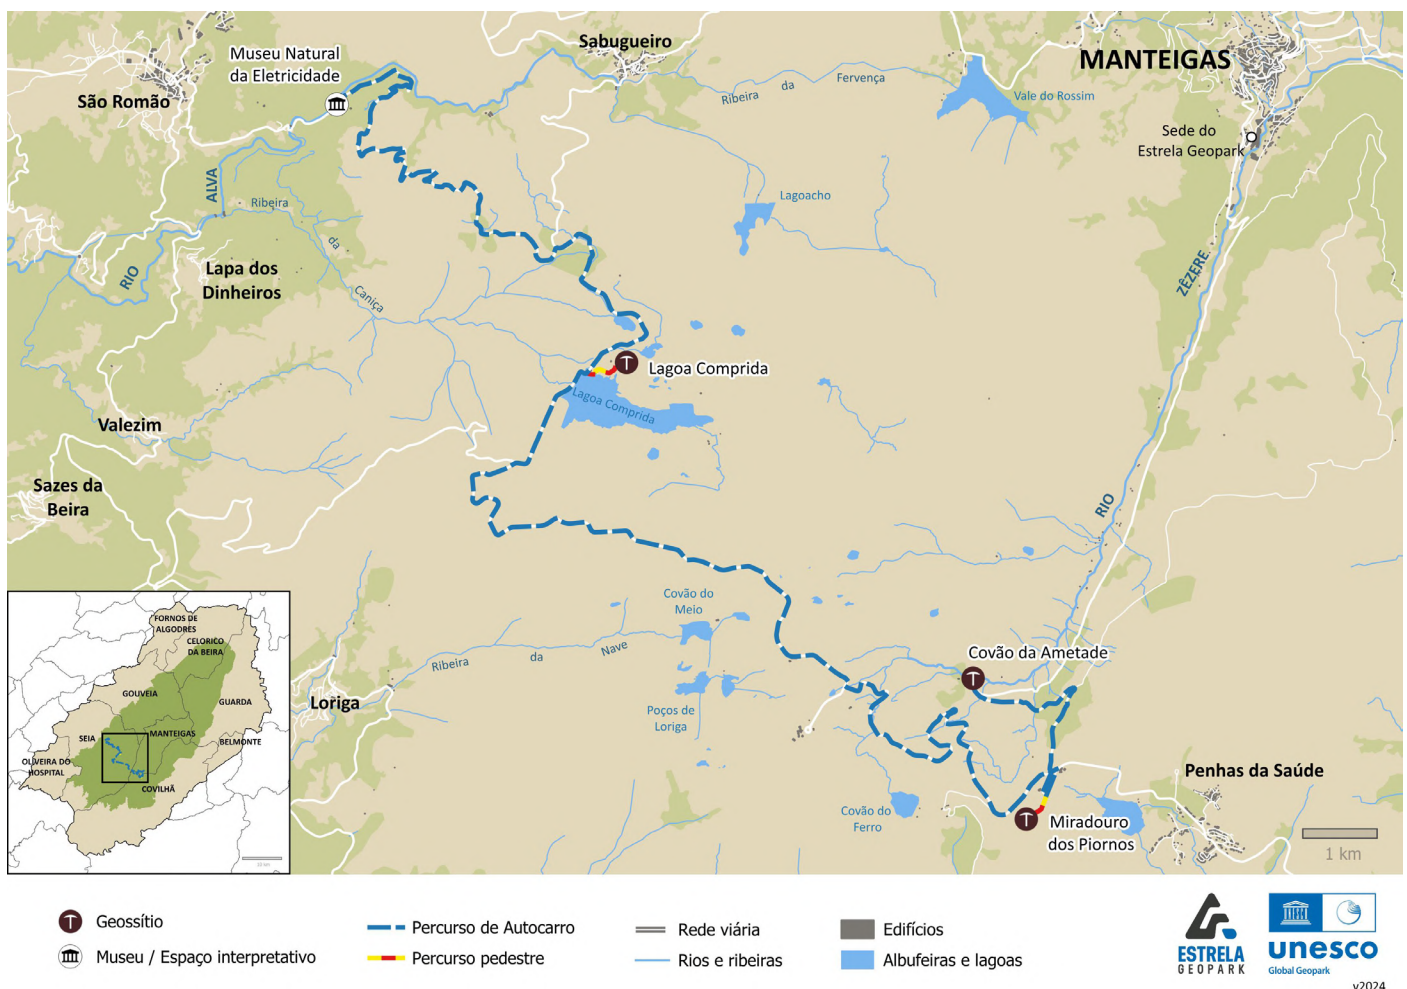 Museu Natural
da Eletricidade
Sabugueiro
MANTEIGAS
São Romão
Ribeira da Fervença
Vale do Rossim
Sede do
Estrela Geopark
ALVA
Ribeira da Caniça
Lagoacho
RIO
Lapa dos
Dinheiros
ZÊZERE
Lagoa Comprida
Lagoa Comprida
Valezim
Sazes da
Beira
RIO
Covão do
Meio
Ribeira da Nave
Covão da Ametade
Loriga
Poços de
Loriga
Penhas da Saúde
Covão do
Ferro
Miradouro
dos Piornos
1 km
FORNOS DE
ALGODRES
CELORICO
DA BEIRA
GOUVEIA
GUARDA
SEIA
MANTEIGAS
BELMONTE
OLIVEIRA DO
HOSPITAL
COVILHÃ
10 km
Geossítio
Museu / Espaço interpretativo
Percurso de Autocarro
Percurso pedestre
Rede viária
Rios e ribeiras
Edifícios
Albufeiras e lagoas
ESTRELA
GEOPARK
unesco
Global Geopark
v2024